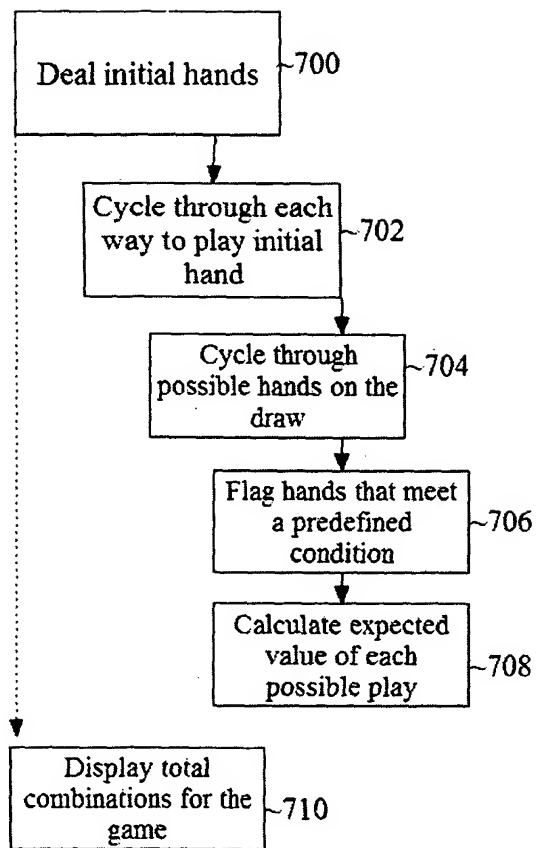 Deal initial hands
700
Cycle through each
way to play initial
hand
702
Cycle through
possible hands on the
draw
704
Flag hands that meet
a predefined
condition
706
Calculate expected
value of each
possible play
708
Display total
combinations for the
game
710